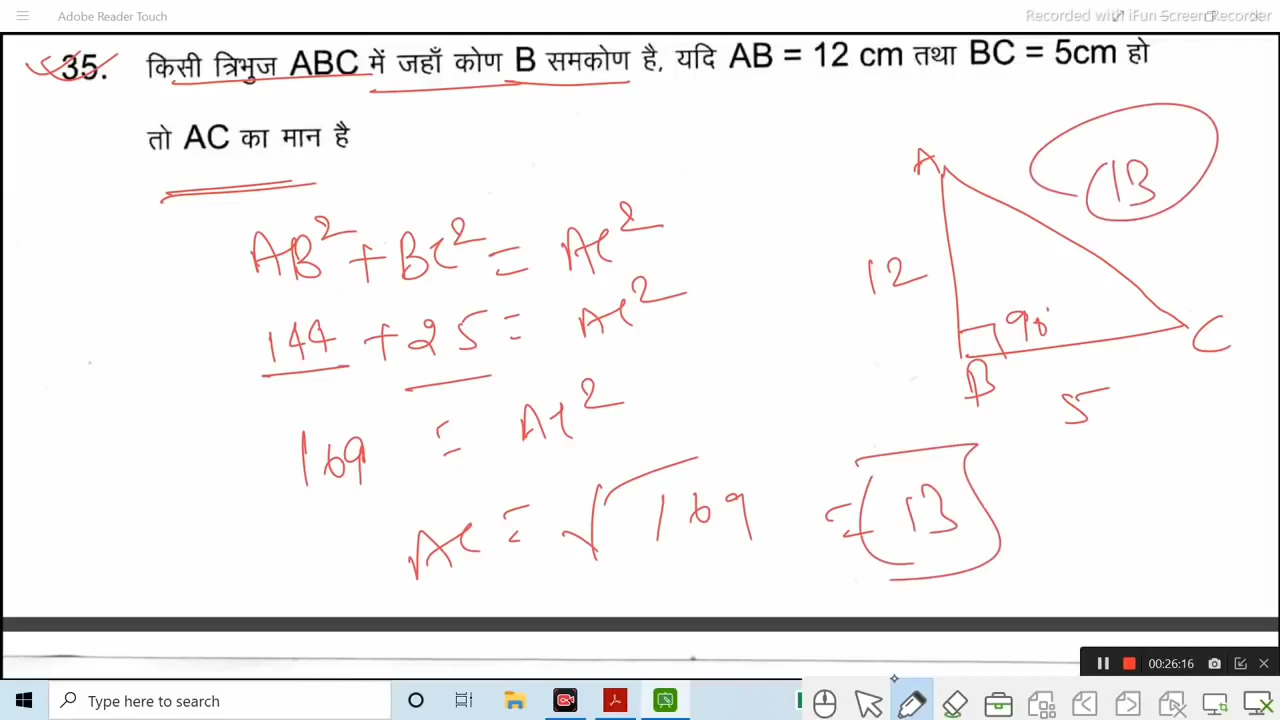 Adobe Reader Touch
Recorded with iFun Screen Recorder
35. किसी त्रिभुज ABC में जहाँ कोण B समकोण है, यदि AB = 12 cm तथा BC = 5cm हो
तो AC का मान है
A
13
AB² + BC² = AC²
12
144 + 25 = AC²
90°
C
B
5
169 = AC²
AC = √169 = 13
00:26:16
Type here to search